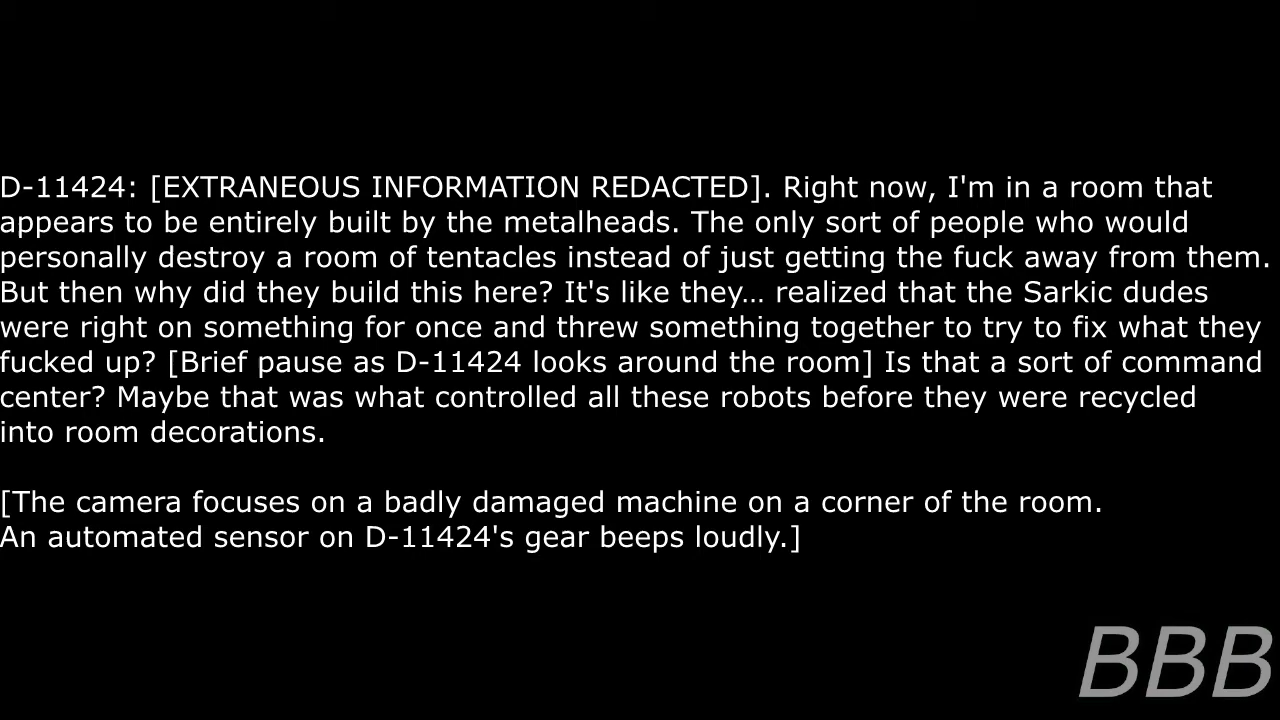 D-11424: [EXTRANEOUS INFORMATION REDACTED]. Right now, I'm in a room that
appears to be entirely built by the metalheads. The only sort of people who would
personally destroy a room of tentacles instead of just getting the fuck away from them.
But then why did they build this here? It's like they… realized that the Sarkic dudes
were right on something for once and threw something together to try to fix what they
fucked up? [Brief pause as D-11424 looks around the room] Is that a sort of command
center? Maybe that was what controlled all these robots before they were recycled
into room decorations.
[The camera focuses on a badly damaged machine on a corner of the room.
An automated sensor on D-11424's gear beeps loudly.]
BBB